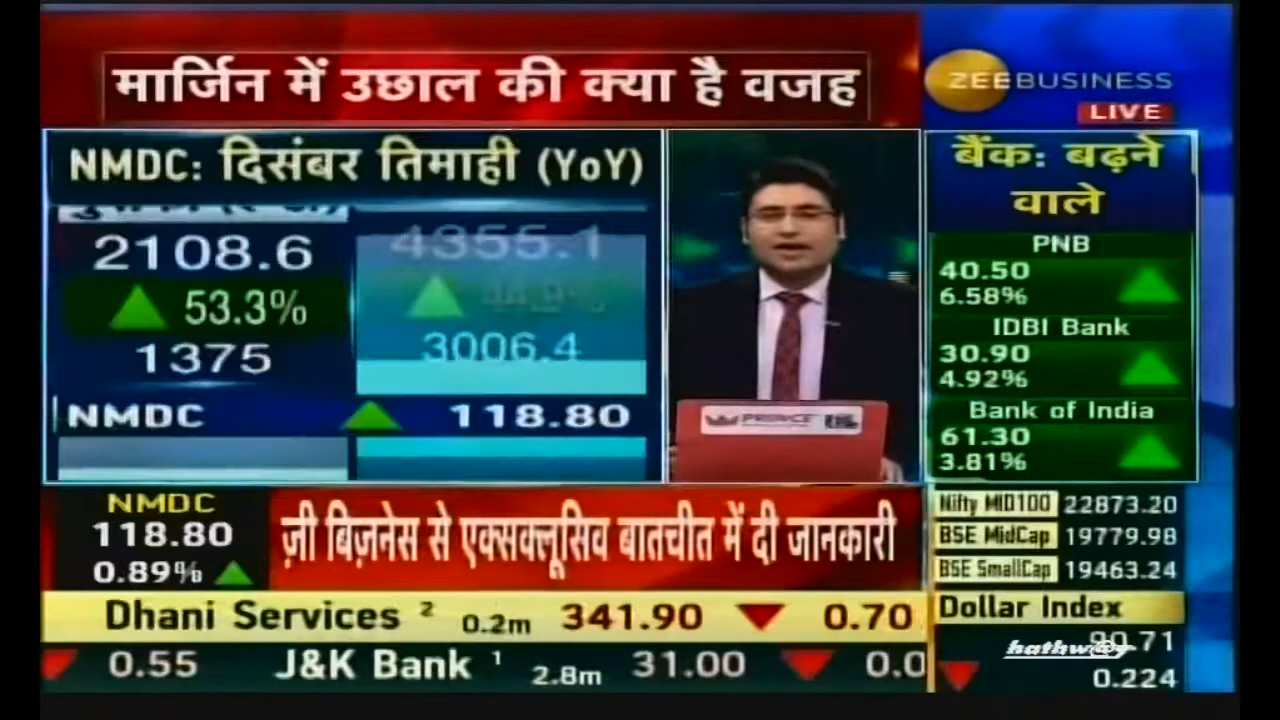 मार्जिन में उछाल की क्या है वजह
ZEEBUSINESS
LIVE
NMDC: दिसंबर तिमाही (YoY)
2108.6
53.3%
1375
4355.1
3006.4
NMDC 118.80
बैंक: बढ़ने
वाले
PNB
40.50
6.58%
IDBI Bank
30.90
4.92%
Bank of India
61.30
3.81%
PRINCE
NMDC
118.80
0.89%
ज़ी बिज़नेस से एक्सक्लूसिव बातचीत में दी जानकारी
Nifty MID100 22873.20
BSE MidCap 19779.98
BSE SmallCap 19463.24
Dollar Index
0.224
hathway
Dhani Services 2 0.2m 341.90 0.70
0.55 J&K Bank 1 2.8m 31.00 0.0